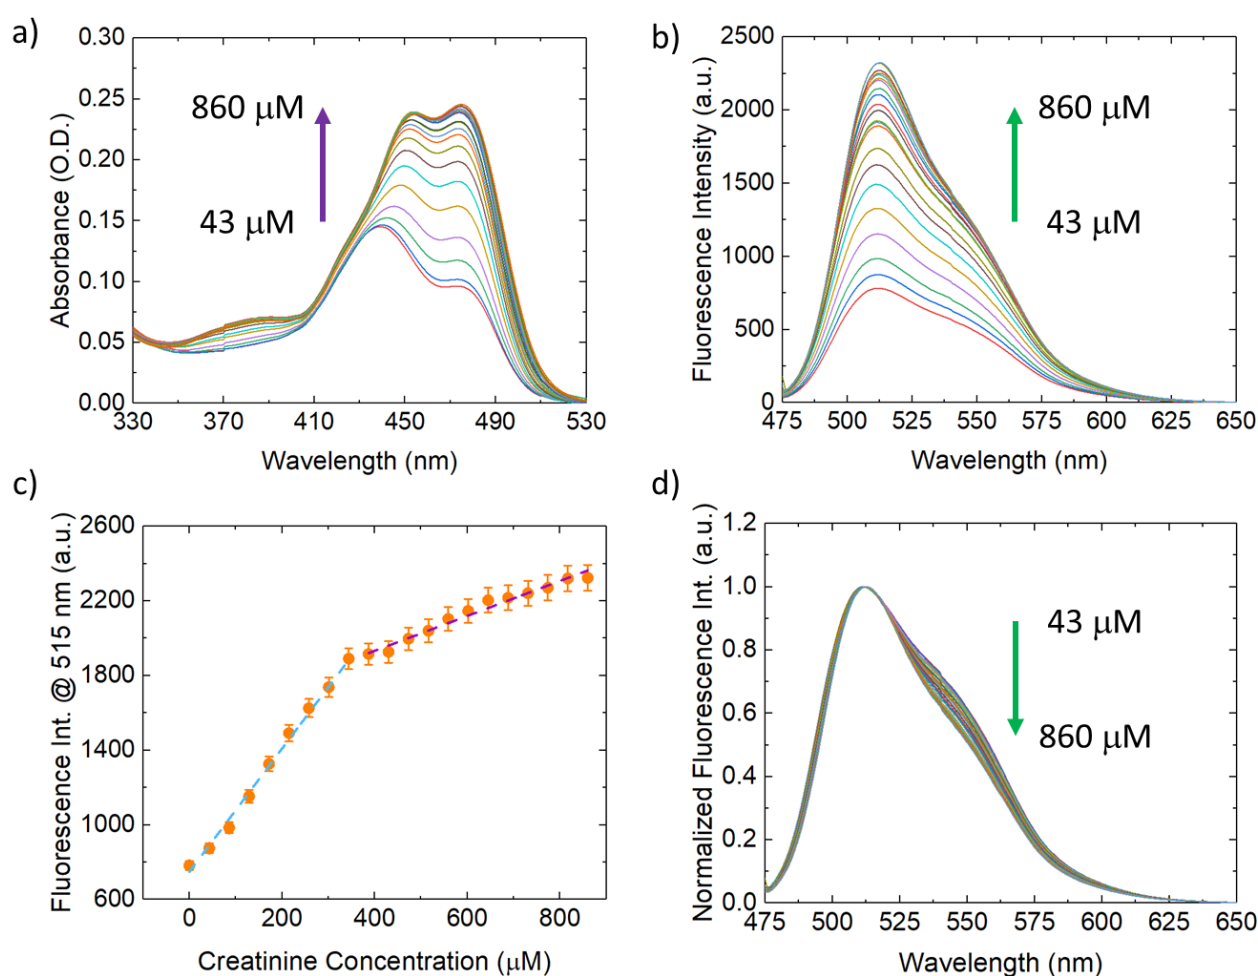 a)
Absorbance (O.D.)
0.30
0.25
0.20
0.15
0.10
0.05
0.00
860 μM
43 μM
330 370 410 450 490 530
Wavelength (nm)
b)
Fluorescence Intensity (a.u.)
2500
2000
1500
1000
500
0
860 μM
43 μM
475 500 525 550 575 600 625 650
Wavelength (nm)
c)
Fluorescence Int. @ 515 nm (a.u.)
2600
2200
1800
1400
1000
600
0 200 400 600 800
Creatinine Concentration (μM)
d)
Normalized Fluorescence Int. (a.u.)
1.2
1.0
0.8
0.6
0.4
0.2
0.0
43 μM
860 μM
475 500 525 550 575 600 625 650
Wavelength (nm)